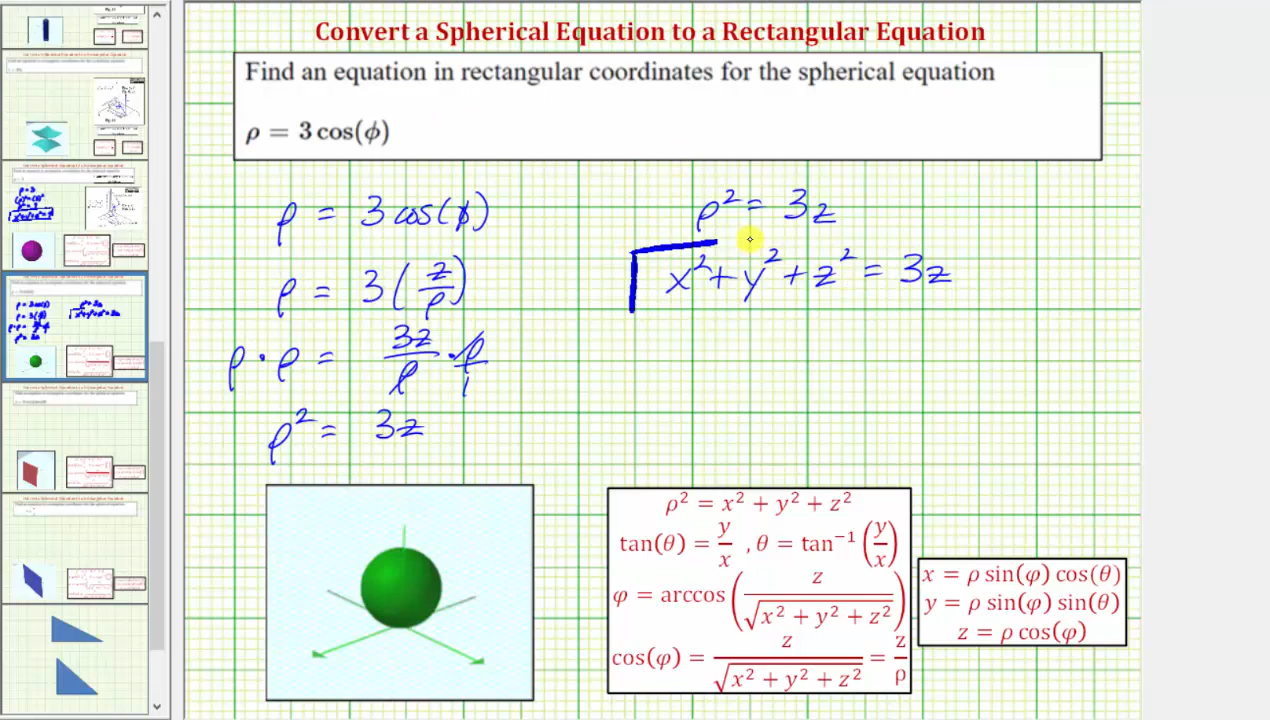 Convert a Spherical Equation to a Rectangular Equation
Find an equation in rectangular coordinates for the spherical equation
ρ = 3 cos(ϕ)
ρ = 3 cos(ϕ)
ρ = 3 (z/ρ)
ρ · ρ = 3z/ρ · ρ/1
ρ² = 3z
ρ² = 3z
x² + y² + z² = 3z
ρ² = x² + y² + z²
tan(θ) = y/x , θ = tan⁻¹ (y/x)
φ = arccos (z/√(x² + y² + z²))
cos(φ) = z/√(x² + y² + z²) = z/ρ
x = ρ sin(φ) cos(θ)
y = ρ sin(φ) sin(θ)
z = ρ cos(φ)